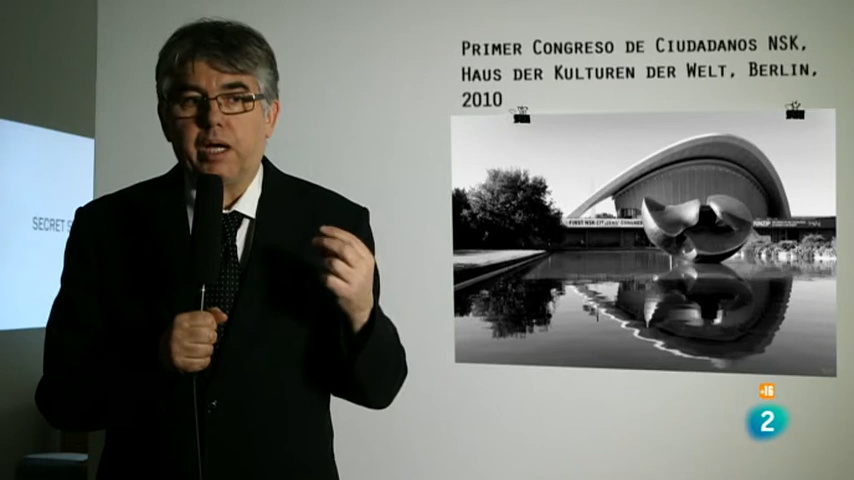 PRIMER CONGRESO DE CIUDADANOS NSK,
HAUS DER KULTUREN DER WELT, BERLIN,
2010
SECRET S
+16
2